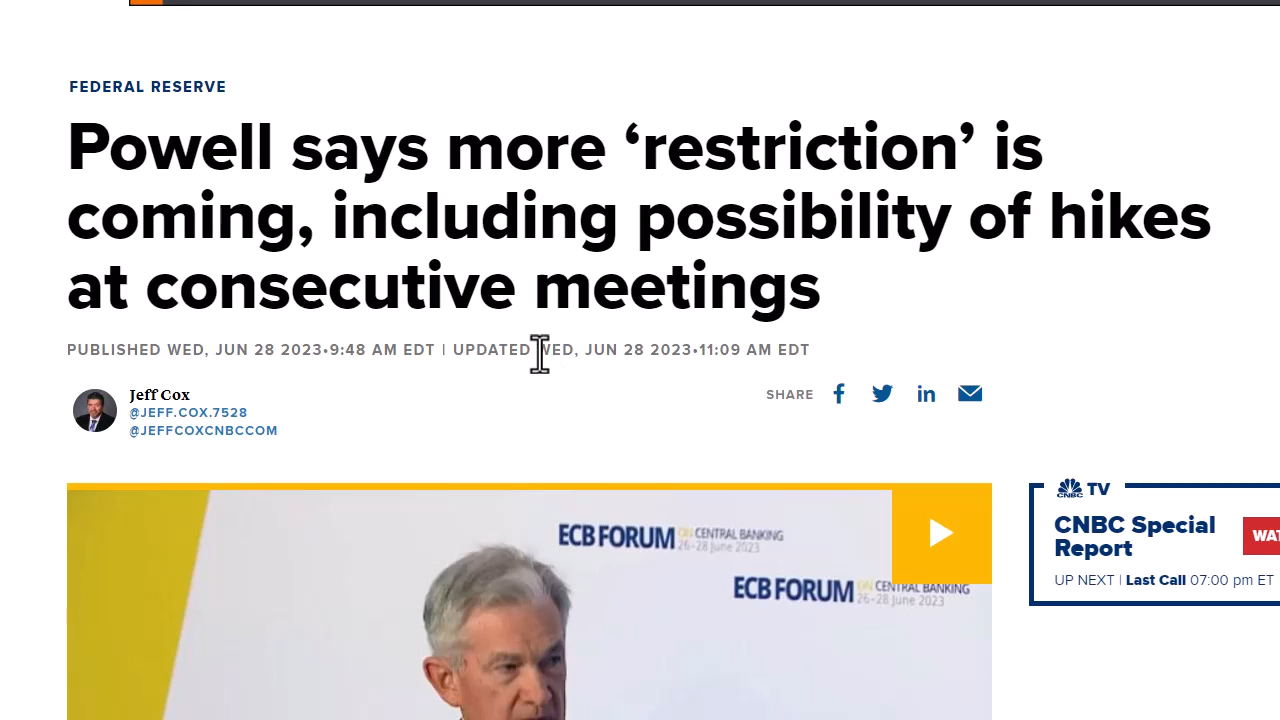 FEDERAL RESERVE
Powell says more ‘restriction’ is
coming, including possibility of hikes
at consecutive meetings
PUBLISHED WED, JUN 28 2023•9:48 AM EDT | UPDATED WED, JUN 28 2023•11:09 AM EDT
Jeff Cox
@JEFF.COX.7528
@JEFFCOXCNBCCOM
SHARE
ECB FORUM ON CENTRAL BANKING
26-28 June 2023
ECB FORUM ON CENTRAL BANKING
26-28 June 2023
CNBC TV
CNBC Special
Report
WAT
UP NEXT | Last Call 07:00 pm ET